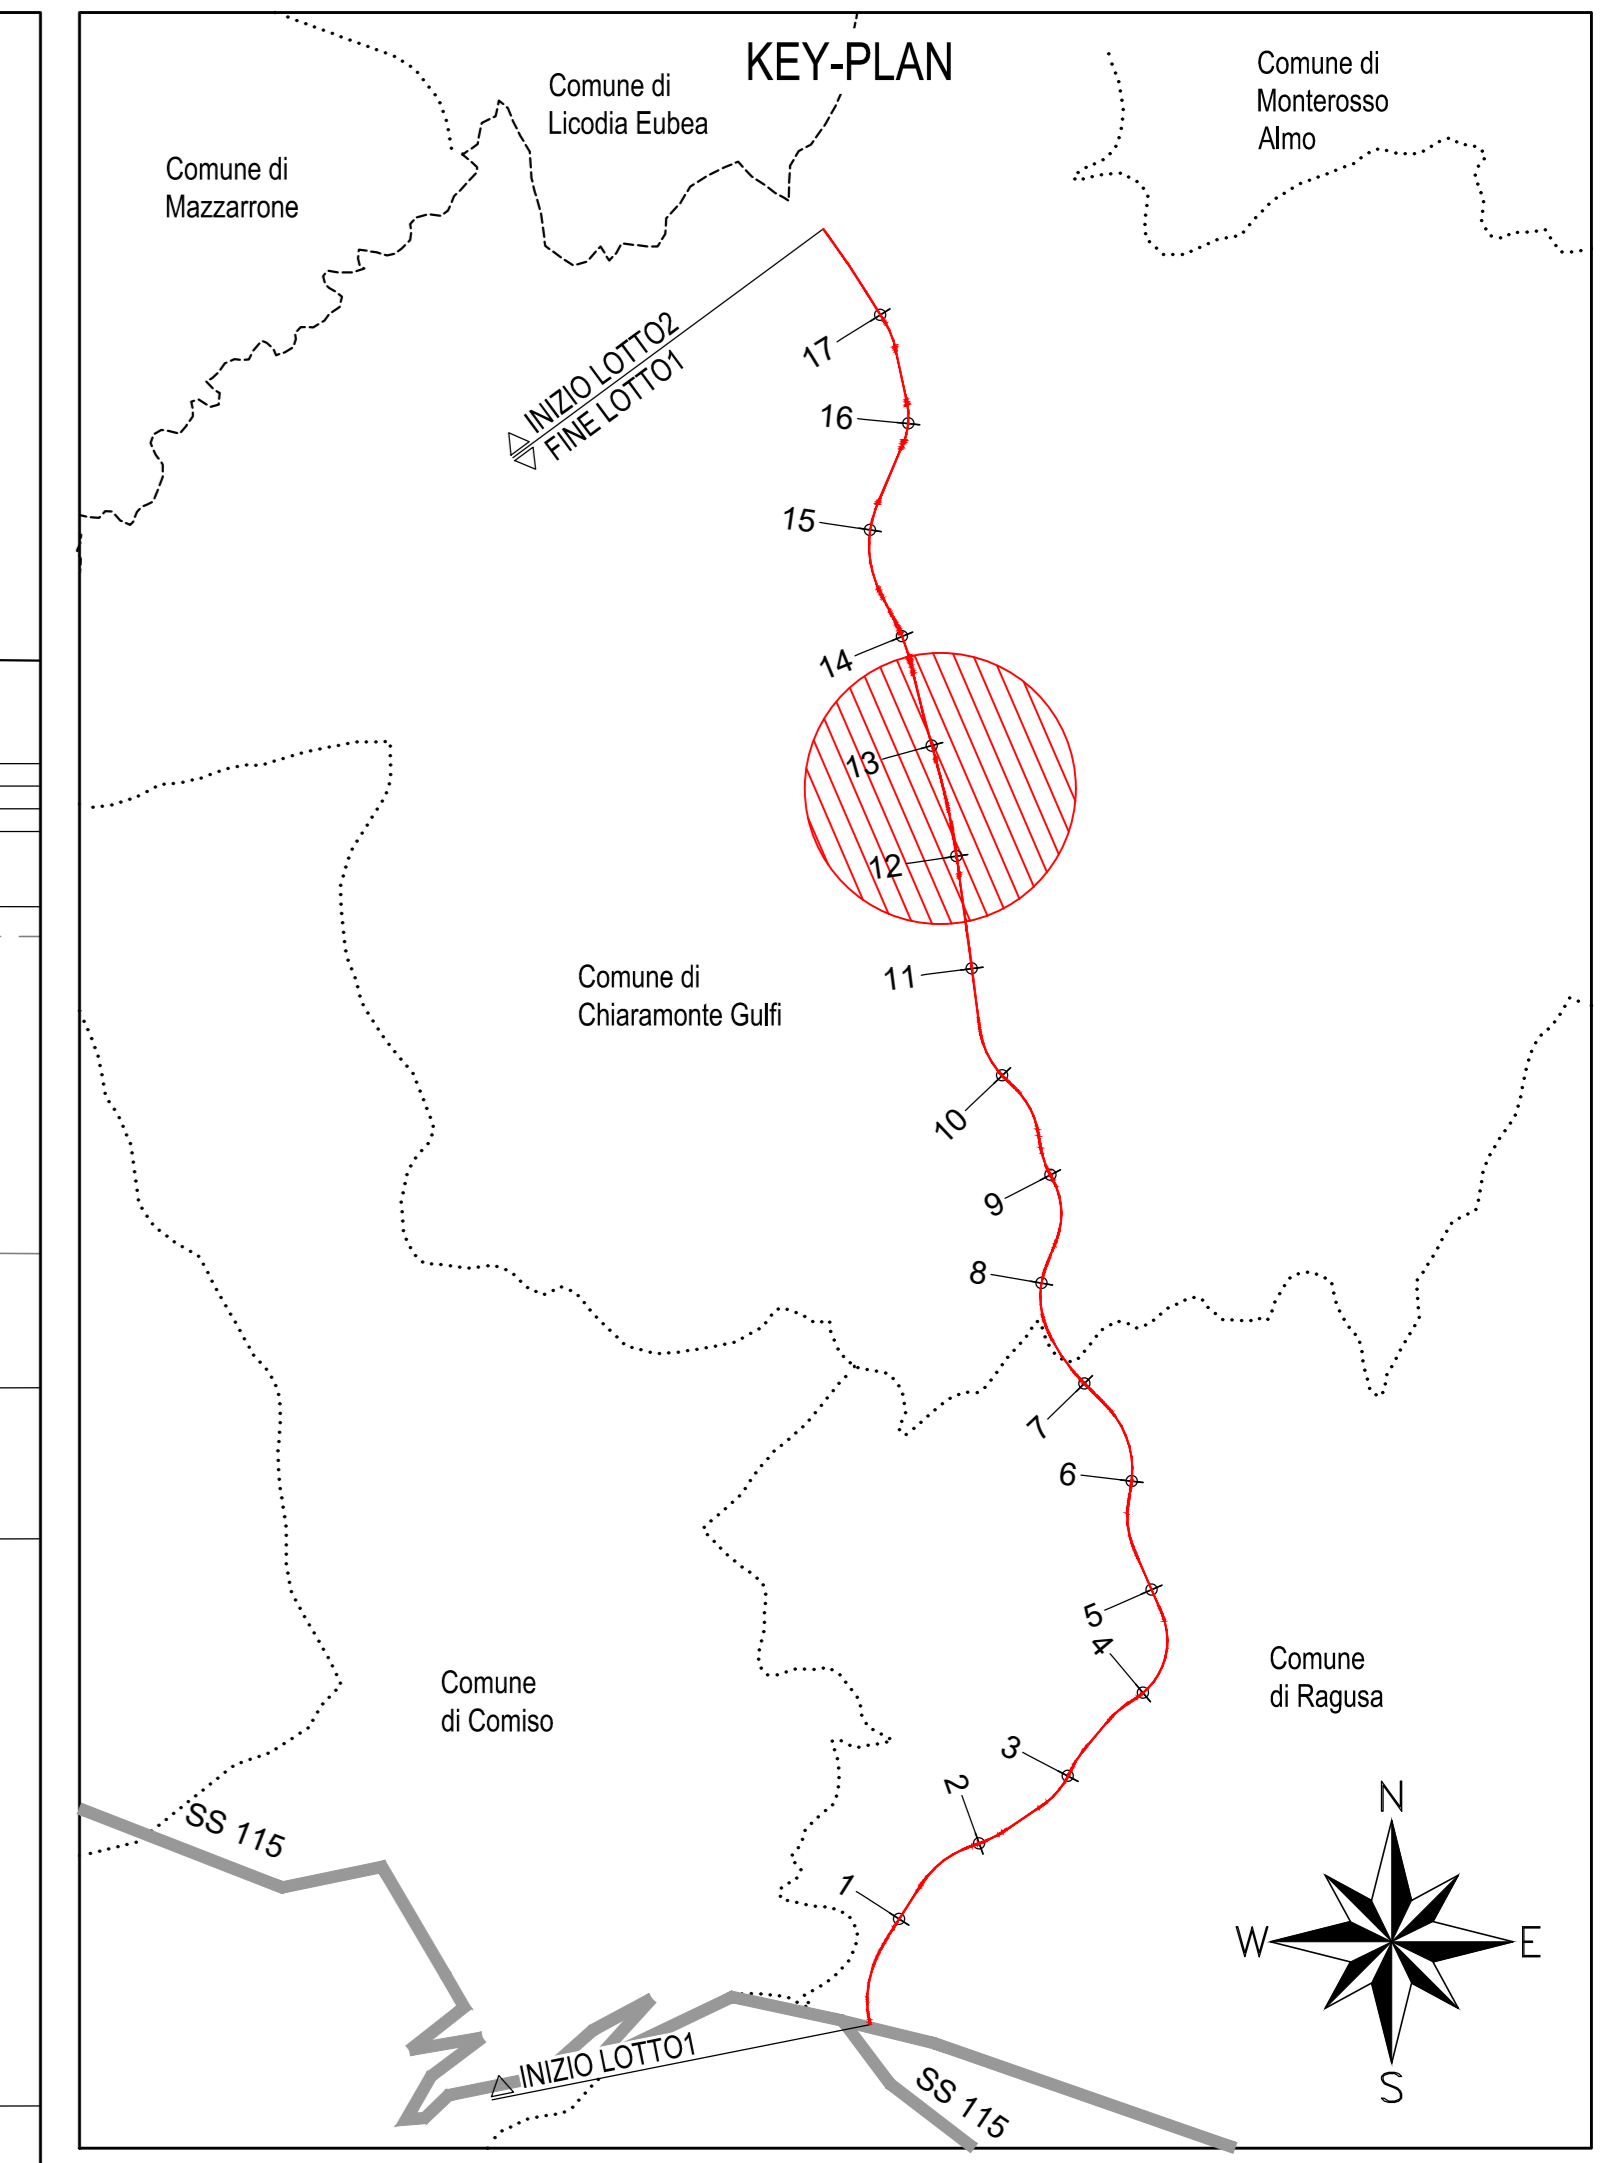 KEY-PLAN
Comune di
Licodia Eubea
Comune di
Monterosso
Almo
Comune di
Mazzarrone
INIZIO LOTTO2
FINE LOTTO1
17
16
15
14
13
12
11
Comune di
Chiaramonte Gulfi
10
9
8
7
6
5
4
Comune
di Comiso
Comune
di Ragusa
3
2
1
SS 115
N
W
E
S
INIZIO LOTTO1
SS 115